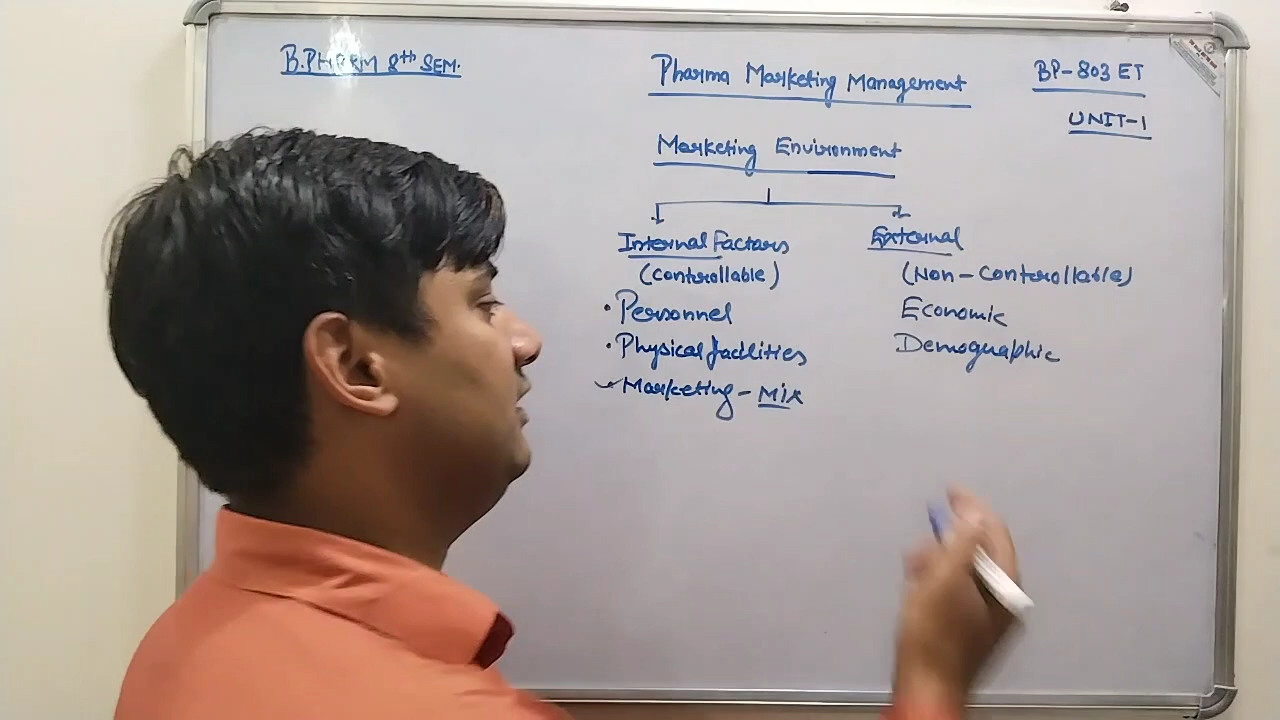 B.PHARM 8th SEM.
Pharma Marketing Management
BP-803 ET
UNIT-1
Marketing Environment
Internal Factors
(Controllable)
• Personnel
• Physical facilities
Marketing - Mix
External
(Non-Controllable)
Economic
Demographic